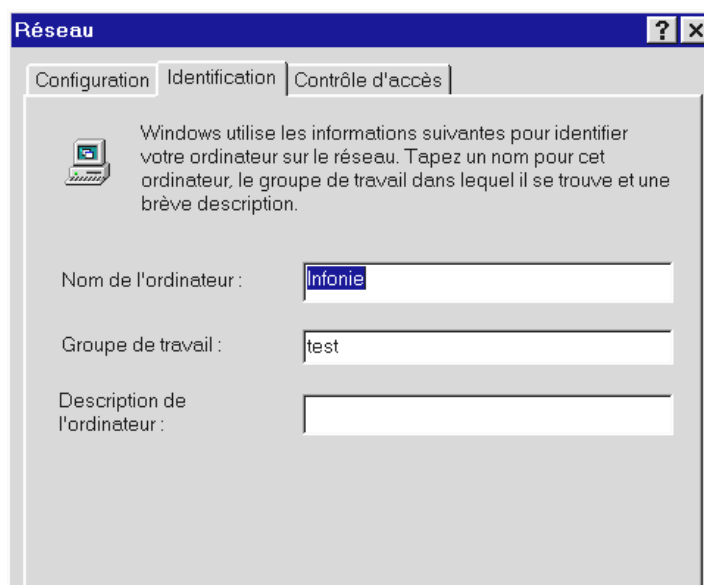 Réseau
Configuration
Identification
Contrôle d'accès
Windows utilise les informations suivantes pour identifier
votre ordinateur sur le réseau. Tapez un nom pour cet
ordinateur, le groupe de travail dans lequel il se trouve et une
brève description.
Nom de l'ordinateur :
Infonie
Groupe de travail :
test
Description de
l'ordinateur :